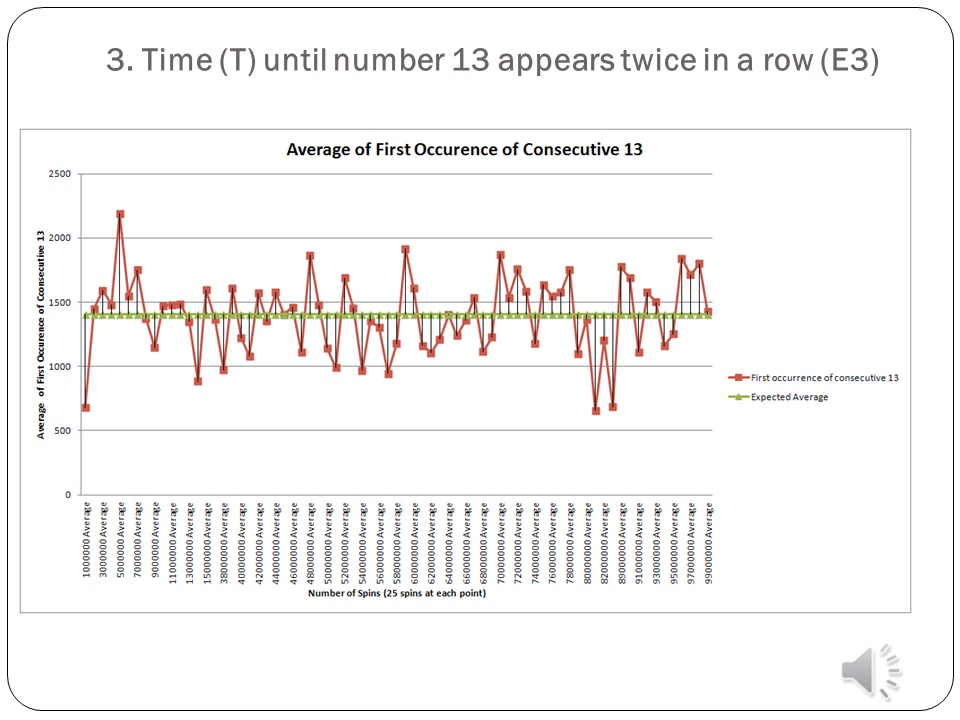 3. Time (T) until number 13 appears twice in a row (E3)
Average of First Occurence of Consecutive 13
Average of First Occurence of Consecutive 13
2500
2000
1500
1000
500
0
1000000 Average
3000000 Average
5000000 Average
7000000 Average
9000000 Average
11000000 Average
13000000 Average
15000000 Average
38000000 Average
40000000 Average
42000000 Average
44000000 Average
46000000 Average
48000000 Average
50000000 Average
52000000 Average
54000000 Average
56000000 Average
58000000 Average
60000000 Average
62000000 Average
64000000 Average
66000000 Average
68000000 Average
70000000 Average
72000000 Average
74000000 Average
76000000 Average
78000000 Average
80000000 Average
82000000 Average
89000000 Average
91000000 Average
93000000 Average
95000000 Average
97000000 Average
99000000 Average
Number of Spins (25 spins at each point)
First occurrence of consecutive 13
Expected Average